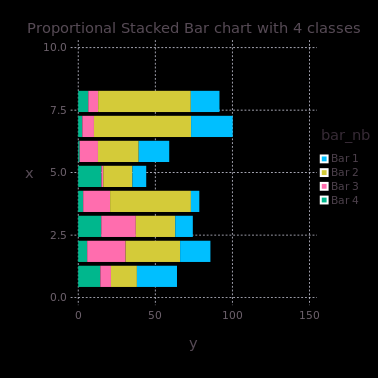 Proportional Stacked Bar chart with 4 classes
10.0
7.5
5.0
2.5
0.0
x
0
50
100
150
y
bar_nb
Bar 1
Bar 2
Bar 3
Bar 4